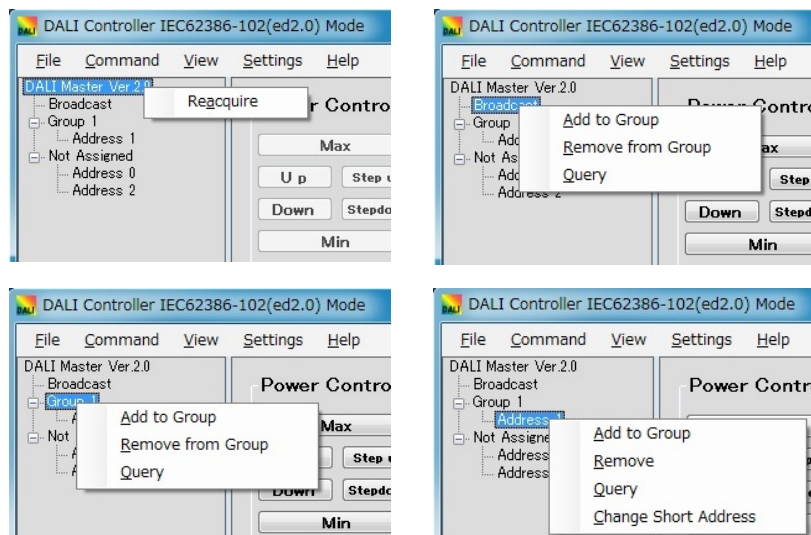 DALI Controller IEC62386-102(ed2.0) Mode
File Command View Settings Help
DALI Master Ver.2.0
Reacquire
Broadcast
Group 1
Address 1
Not Assigned
Address 0
Address 2
Max
Up
Down
Min
DALI Controller IEC62386-102(ed2.0) Mode
File Command View Settings Help
DALI Master Ver.2.0
Broadcast
Add to Group
Remove from Group
Query
Group
Step
Down
Min
DALI Controller IEC62386-102(ed2.0) Mode
File Command View Settings Help
DALI Master Ver.2.0
Broadcast
Power
Group 1
Add to Group
Remove from Group
Query
Max
Not
Step
Down
Min
DALI Controller IEC62386-102(ed2.0) Mode
File Command View Settings Help
DALI Master Ver.2.0
Broadcast
Power
Group 1
Address 1
Add to Group
Remove
Query
Change Short Address
Not
Address
Address